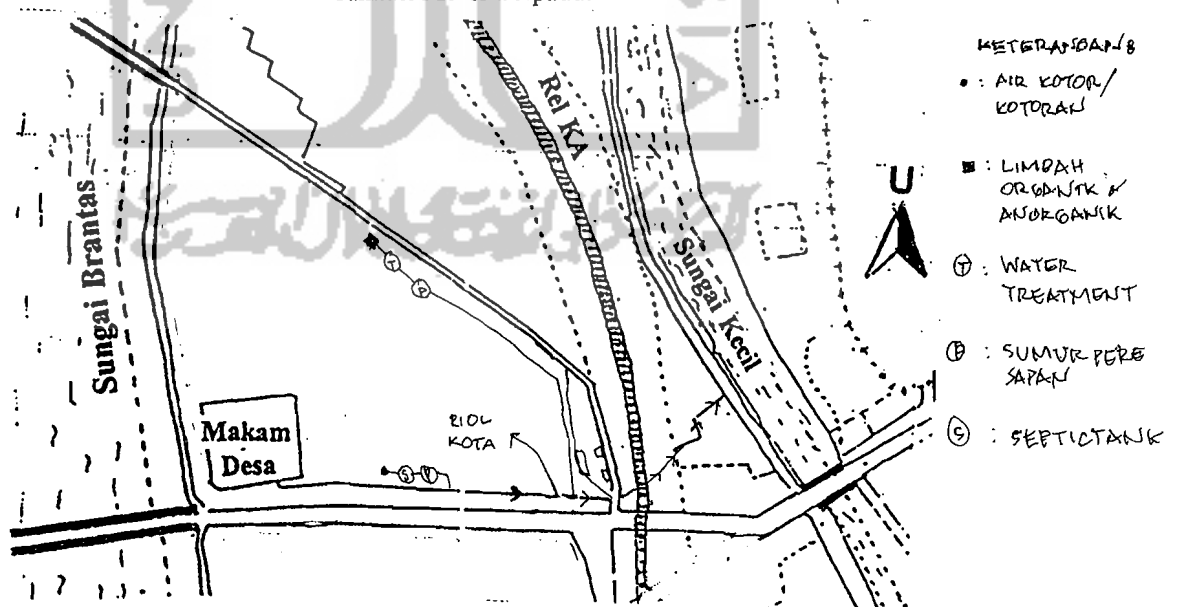 Rel KA
Sungai Brantas
Sungai Kecil
Makam
Desa
RIOL
KOTA
S
P
T
KETERANGANG
: AIR KOTOR/
KOTORAN
U
: LIMBAH
ORGANIK &
ANORGANIK
T : WATER
TREATMENT
P : SUMUR PERE
SAPAN
S : SEPTICTANK